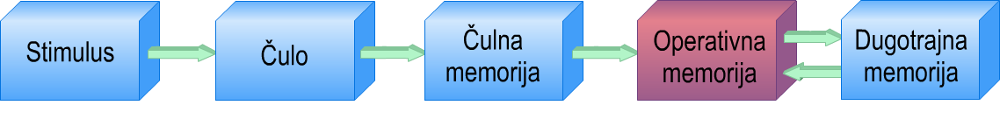 Stimulus
Čulo
Čulna
memorija
Operativna
memorija
Dugotrajna
memorija